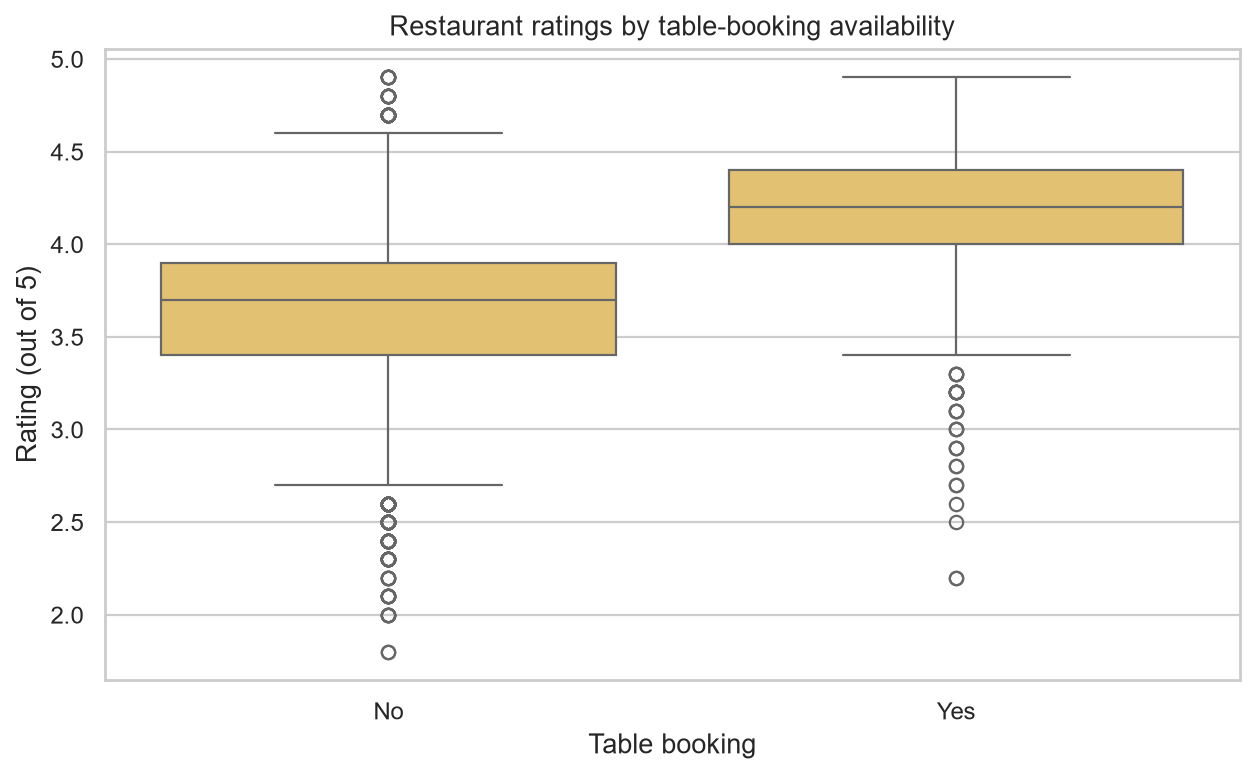 Restaurant ratings by table-booking availability
5.0
4.5
4.0
3.5
3.0
2.5
2.0
Rating (out of 5)
No
Yes
Table booking